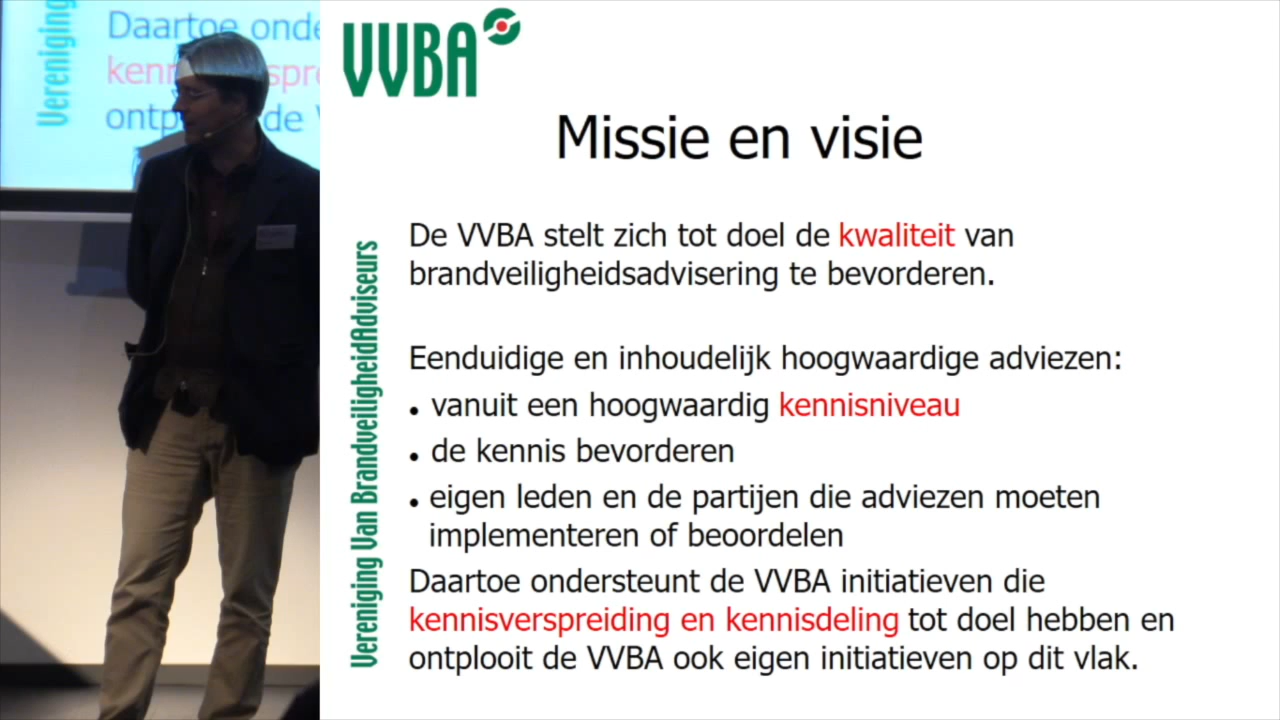 Vereniging
Daartoe onde
ontp
de
VVBA
Missie en visie
De VVBA stelt zich tot doel de kwaliteit van
brandveiligheidsadvisering te bevorderen.
Eenduidige en inhoudelijk hoogwaardige adviezen:
• vanuit een hoogwaardig kennisniveau
• de kennis bevorderen
• eigen leden en de partijen die adviezen moeten
implementeren of beoordelen
Daartoe ondersteunt de VVBA initiatieven die
kennisverspreiding en kennisdeling tot doel hebben en
ontplooit de VVBA ook eigen initiatieven op dit vlak.
Vereniging Van BrandveiligheidAdviseurs